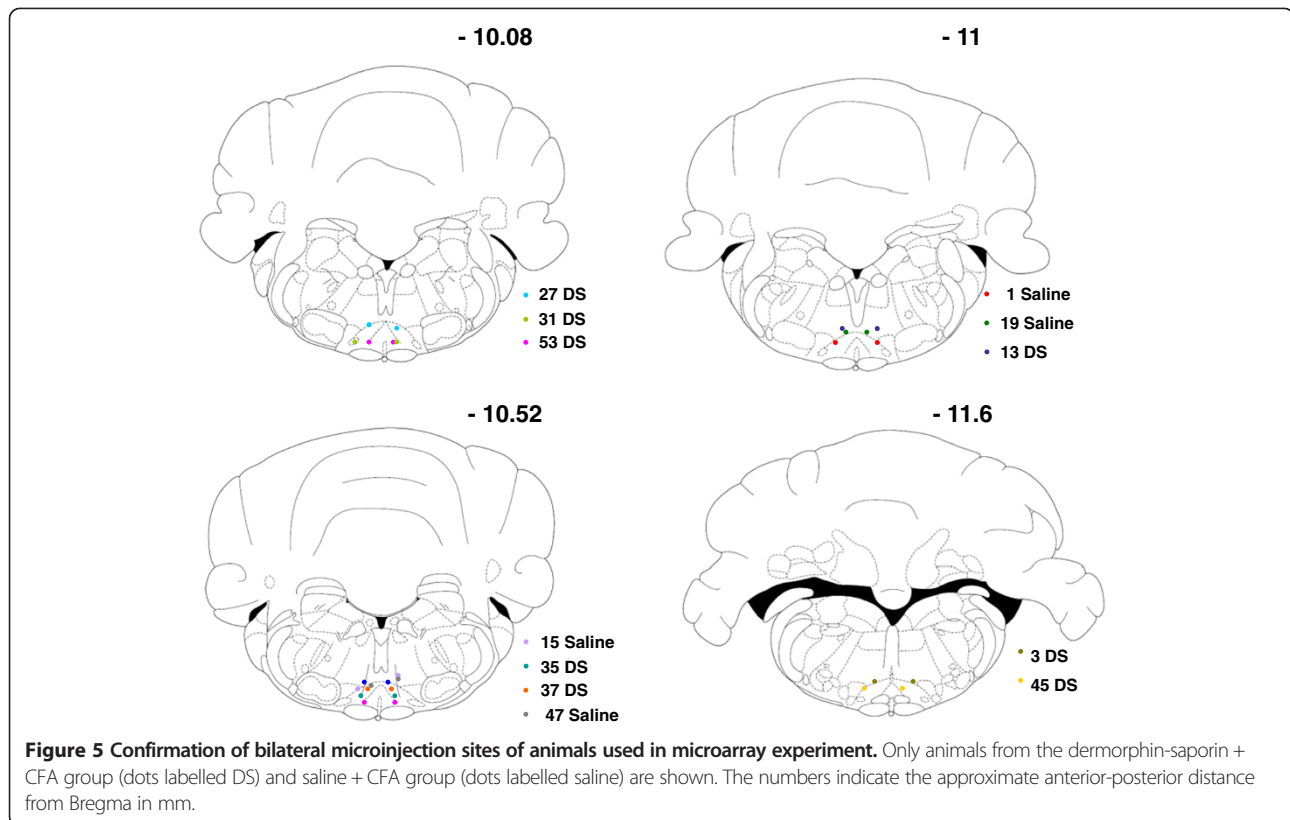 - 10.08
- 11
27 DS
31 DS
53 DS
1 Saline
19 Saline
13 DS
- 10.52
- 11.6
15 Saline
35 DS
37 DS
47 Saline
3 DS
45 DS
Figure 5 Confirmation of bilateral microinjection sites of animals used in microarray experiment. Only animals from the dermorphin-saporin +
CFA group (dots labelled DS) and saline + CFA group (dots labelled saline) are shown. The numbers indicate the approximate anterior-posterior distance
from Bregma in mm.